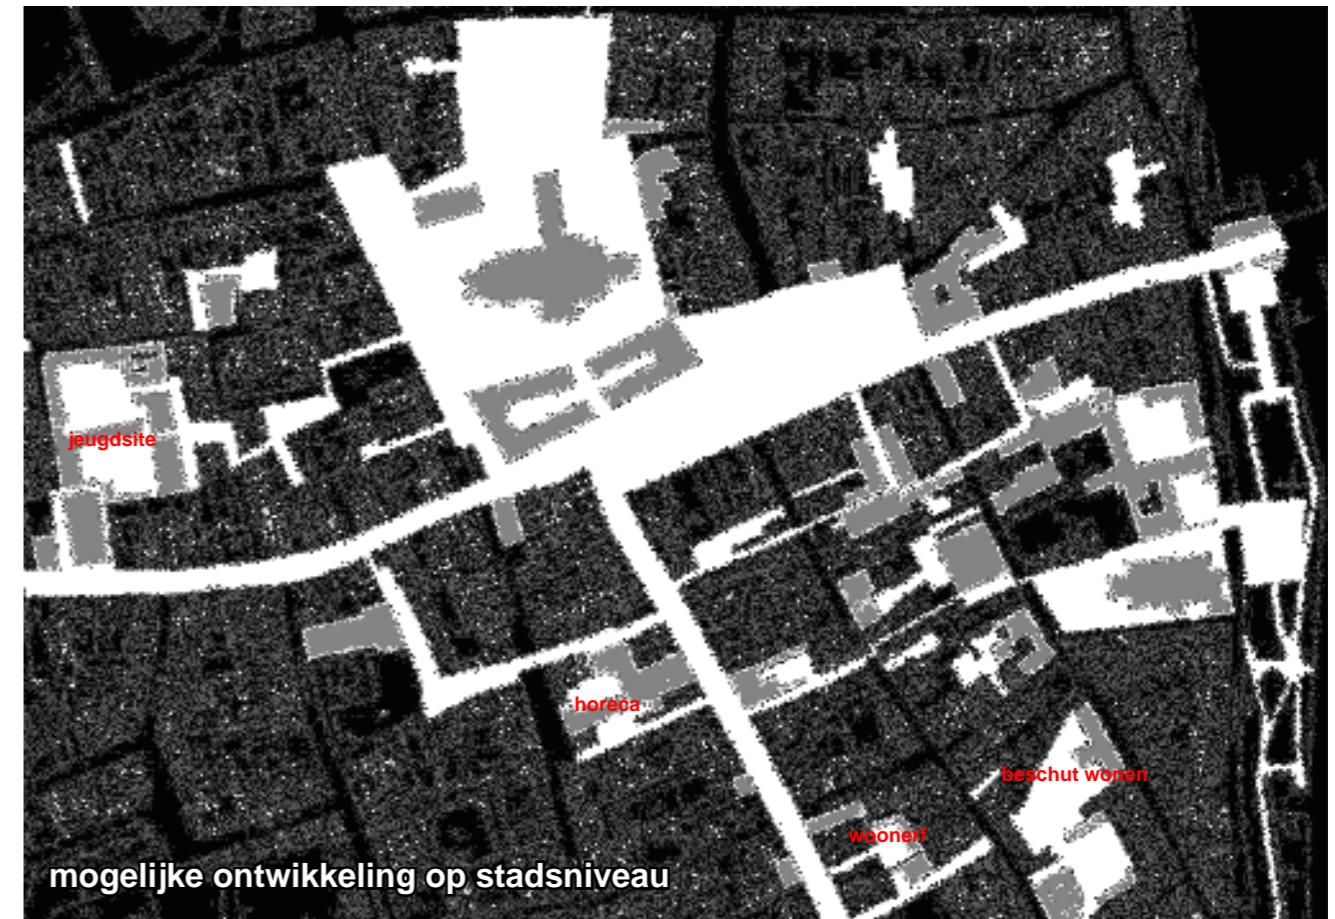 jeugdsite
horeca
beschut wonen
woonerf
mogelijke ontwikkeling op stadsniveau